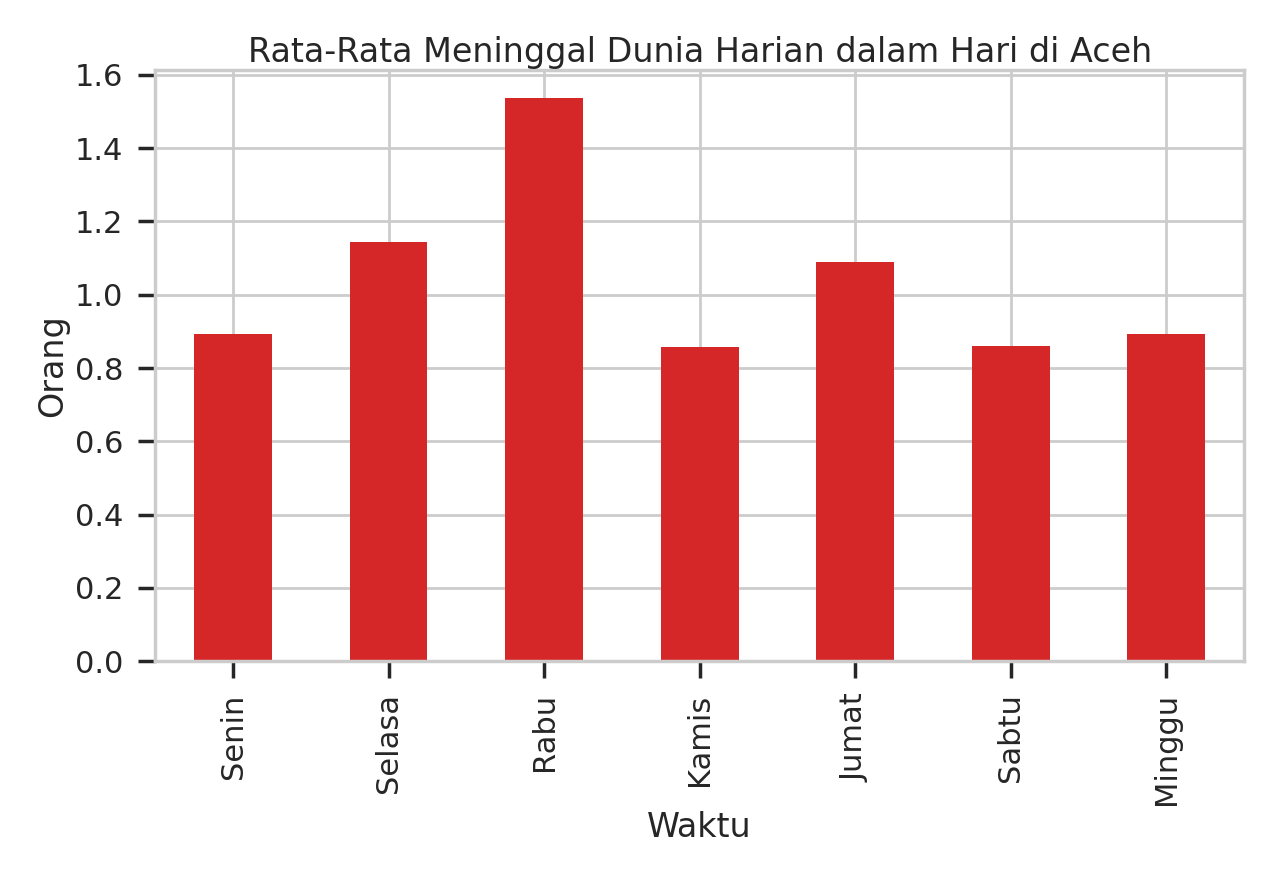 Rata-Rata Meninggal Dunia Harian dalam Hari di Aceh
1.6
1.4
1.2
1.0
0.8
0.6
0.4
0.2
0.0
Orang
Senin
Selasa
Rabu
Kamis
Jumat
Sabtu
Minggu
Waktu